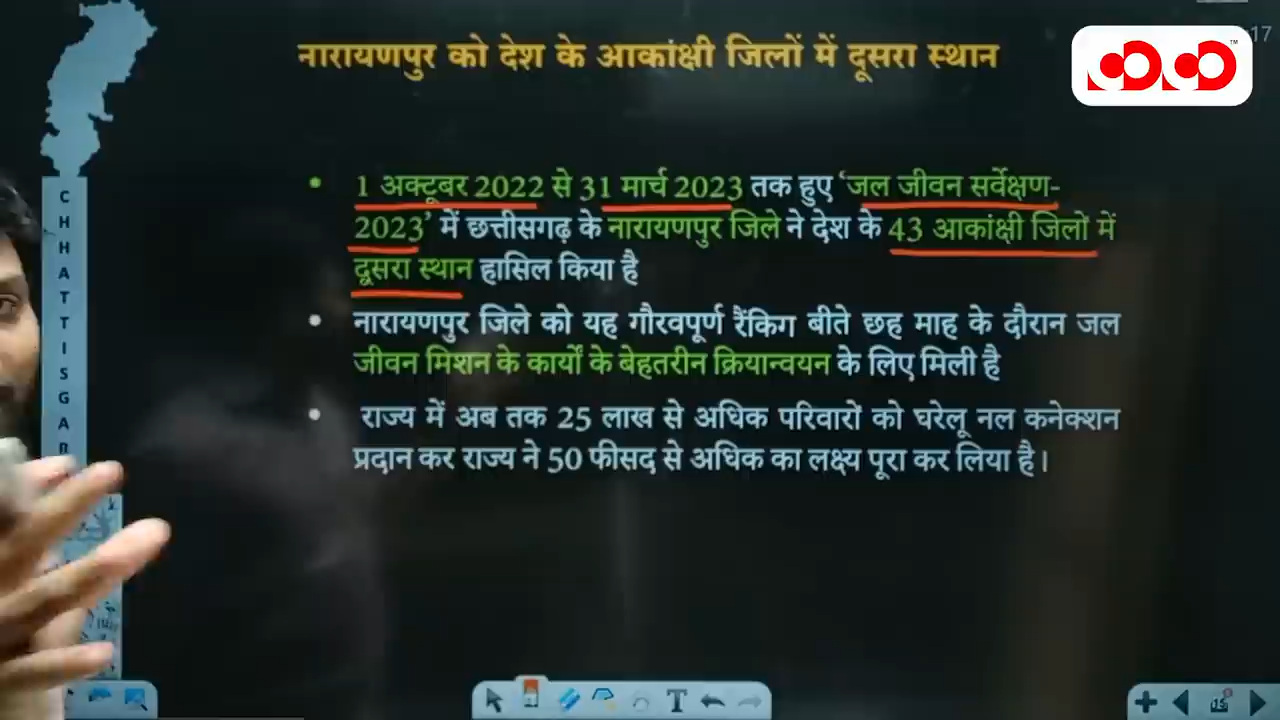 17
नारायणपुर को देश के आकांक्षी जिलों में दूसरा स्थान
TM
CHHATTISGAR
• 1 अक्टूबर 2022 से 31 मार्च 2023 तक हुए ‘जल जीवन सर्वेक्षण-
2023’ में छत्तीसगढ़ के नारायणपुर जिले ने देश के 43 आकांक्षी जिलों में
दूसरा स्थान हासिल किया है
• नारायणपुर जिले को यह गौरवपूर्ण रैंकिग बीते छह माह के दौरान जल
जीवन मिशन के कार्यों के बेहतरीन क्रियान्वयन के लिए मिली है
• राज्य में अब तक 25 लाख से अधिक परिवारों को घरेलू नल कनेक्शन
प्रदान कर राज्य ने 50 फीसद से अधिक का लक्ष्य पूरा कर लिया है।
T